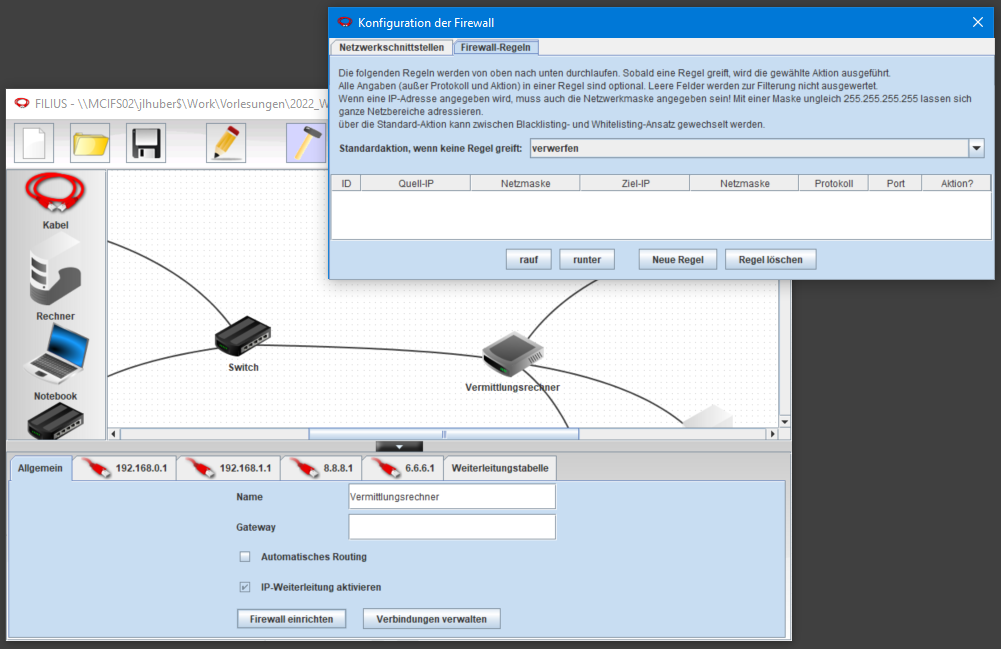 Konfiguration der Firewall
Netzwerkschnittstellen Firewall-Regeln
Die folgenden Regeln werden von oben nach unten durchlaufen. Sobald eine Regel greift, wird die gewählte Aktion ausgeführt.
Alle Angaben (außer Protokoll und Aktion) in einer Regel sind optional. Leere Felder werden zur Filterung nicht ausgewertet.
Wenn eine IP-Adresse angegeben wird, muss auch die Netzwerkmaske angegeben sein! Mit einer Maske ungleich 255.255.255.255 lassen sich
ganze Netzbereiche adressieren.
über die Standard-Aktion kann zwischen Blacklisting- und Whitelisting-Ansatz gewechselt werden.
Standardaktion, wenn keine Regel greift: verwerfen
ID Quell-IP Netzmaske Ziel-IP Netzmaske Protokoll Port Aktion?
rauf runter Neue Regel Regel löschen
FILIUS - \\MCIFS02\jlhuber$\Work\Vorlesungen\2022_W
Kabel
Rechner
Notebook
Switch
Vermittlungsrechner
Allgemein 192.168.0.1 192.168.1.1 8.8.8.1 6.6.6.1 Weiterleitungstabelle
Name Vermittlungsrechner
Gateway
Automatisches Routing
IP-Weiterleitung aktivieren
Firewall einrichten Verbindungen verwalten